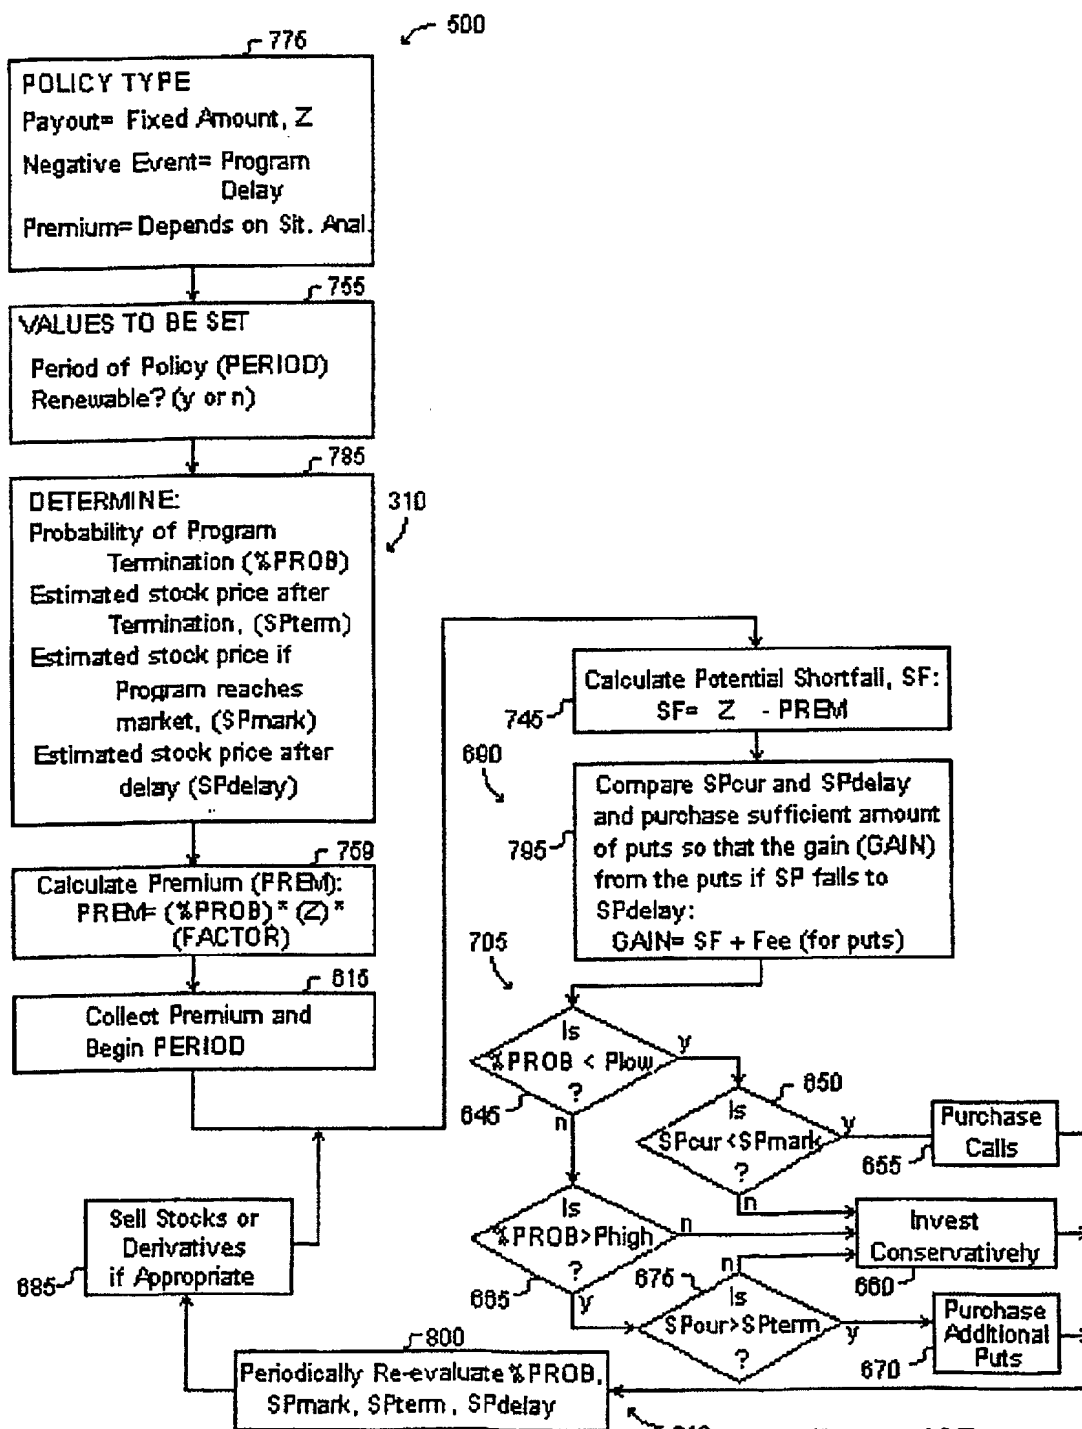 500
775
POLICY TYPE
Payout= Fixed Amount, Z
Negative Event= Program
Delay
Premium= Depends on Sit. Anal.
755
VALUES TO BE SET
Period of Policy (PERIOD)
Renewable? (y or n)
785
DETERMINE:
Probability of Program
Termination (%PROB)
Estimated stock price after
Termination, (SPterm)
Estimated stock price if
Program reaches
market, (SPmark)
Estimated stock price after
delay (SPdelay)
310
759
Calculate Premium (PREM):
PREM= (%PROB)* (Z)*
(FACTOR)
615
Collect Premium and
Begin PERIOD
Calculate Potential Shortfall, SF:
SF= Z - PREM
745
690
Compare SPcur and SPdelay
and purchase sufficient amount
of puts so that the gain (GAIN)
from the puts if SP falls to
SPdelay:
GAIN= SF + Fee (for puts)
795
705
Is
%PROB < Plow
?
y
n
645
650
Is
SPcur<SPmark
?
y
n
655
Purchase
Calls
Is
%PROB>Phigh
?
n
y
665
Invest
Conservatively
660
675
n
Is
SPcur>SPterm
?
y
Purchase
Additional
Puts
670
Sell Stocks or
Derivatives
if Appropriate
685
800
Periodically Re-evaluate %PROB,
SPmark, SPterm, SPdelay